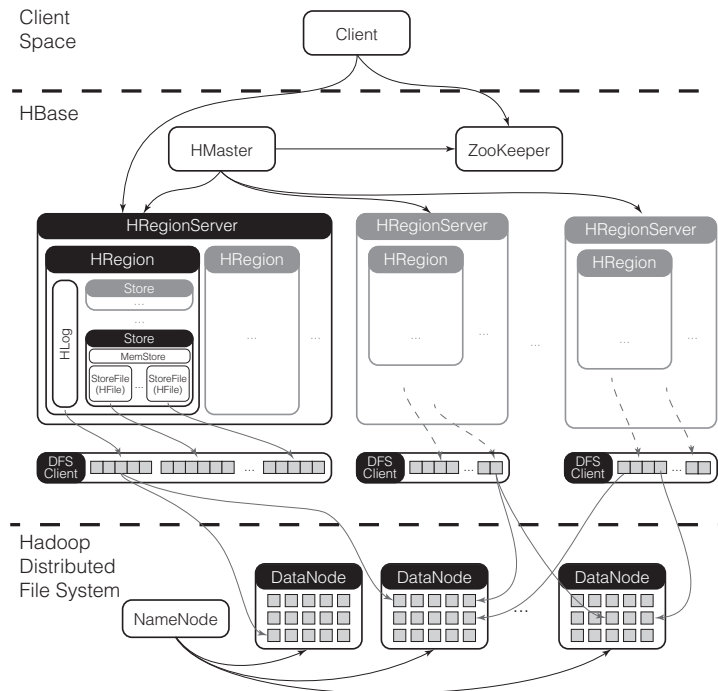 Client
Space
Client
HBase
HMaster
ZooKeeper
HRegionServer
HRegion
HLog
Store
...
...
Store
MemStore
StoreFile
(HFile)
...
StoreFile
(HFile)
HRegion
...
...
HRegionServer
HRegion
...
...
...
HRegionServer
HRegion
...
...
DFS
Client
...
DFS
Client
...
DFS
Client
...
Hadoop
Distributed
File System
NameNode
DataNode
DataNode
...
DataNode